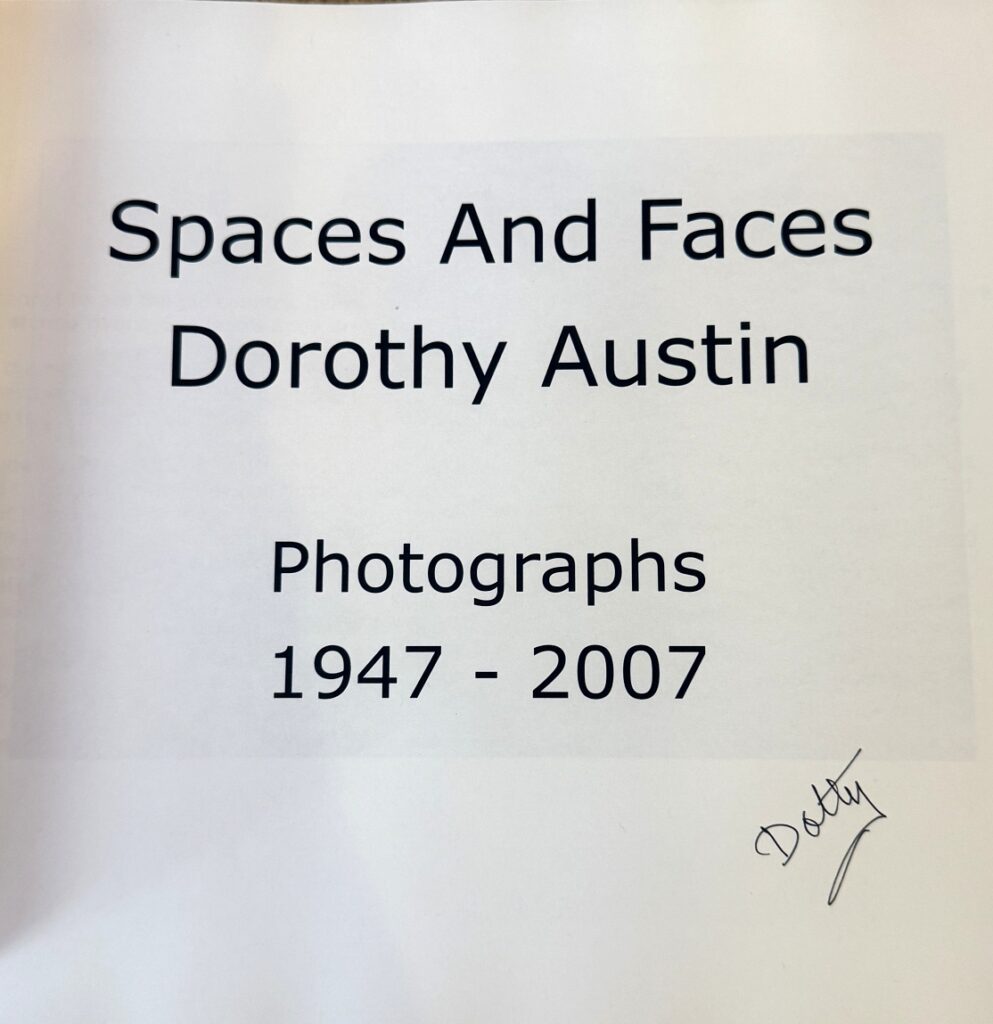 Spaces And Faces
Dorothy Austin
Photographs
1947 - 2007
Dotty